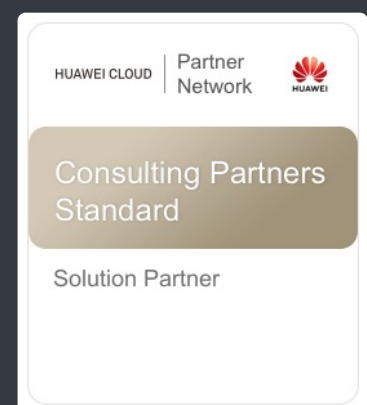 HUAWEI CLOUD
Partner
Network
HUAWEI
Consulting Partners
Standard
Solution Partner